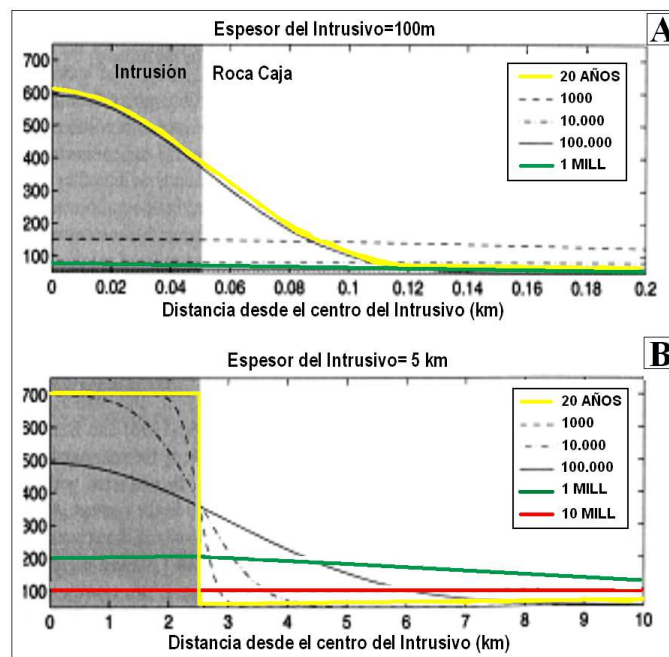 Espesor del Intrusivo=100m
A
700
600
500
400
300
200
100
Intrusión
Roca Caja
20 AÑOS
1000
10.000
100.000
1 MILL
0 0.02 0.04 0.06 0.08 0.1 0.12 0.14 0.16 0.18 0.2
Distancia desde el centro del Intrusivo (km)
Espesor del Intrusivo= 5 km
B
700
600
500
400
300
200
100
20 AÑOS
1000
10.000
100.000
1 MILL
10 MILL
0 1 2 3 4 5 6 7 8 9 10
Distancia desde el centro del Intrusivo (km)